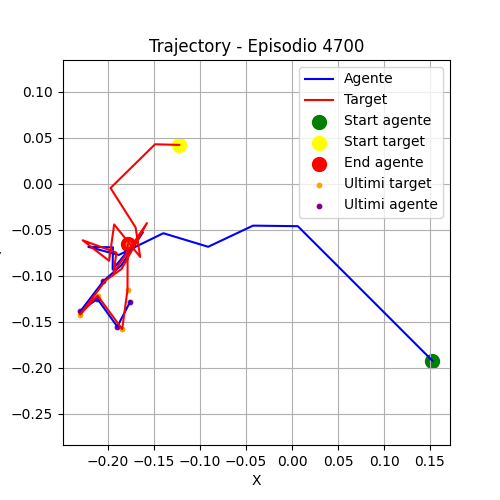 Trajectory - Episodio 4700
Agente
Target
Start agente
Start target
End agente
Ultimi target
Ultimi agente
0.10
0.05
0.00
−0.05
−0.10
−0.15
−0.20
−0.25
−0.20 −0.15 −0.10 −0.05 0.00 0.05 0.10 0.15
X